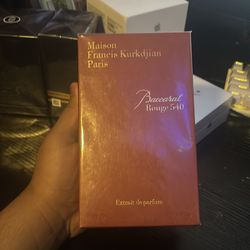 Maison
Francis Kurkdjian
Paris
Baccarat
Rouge 540
Extrait de parfum